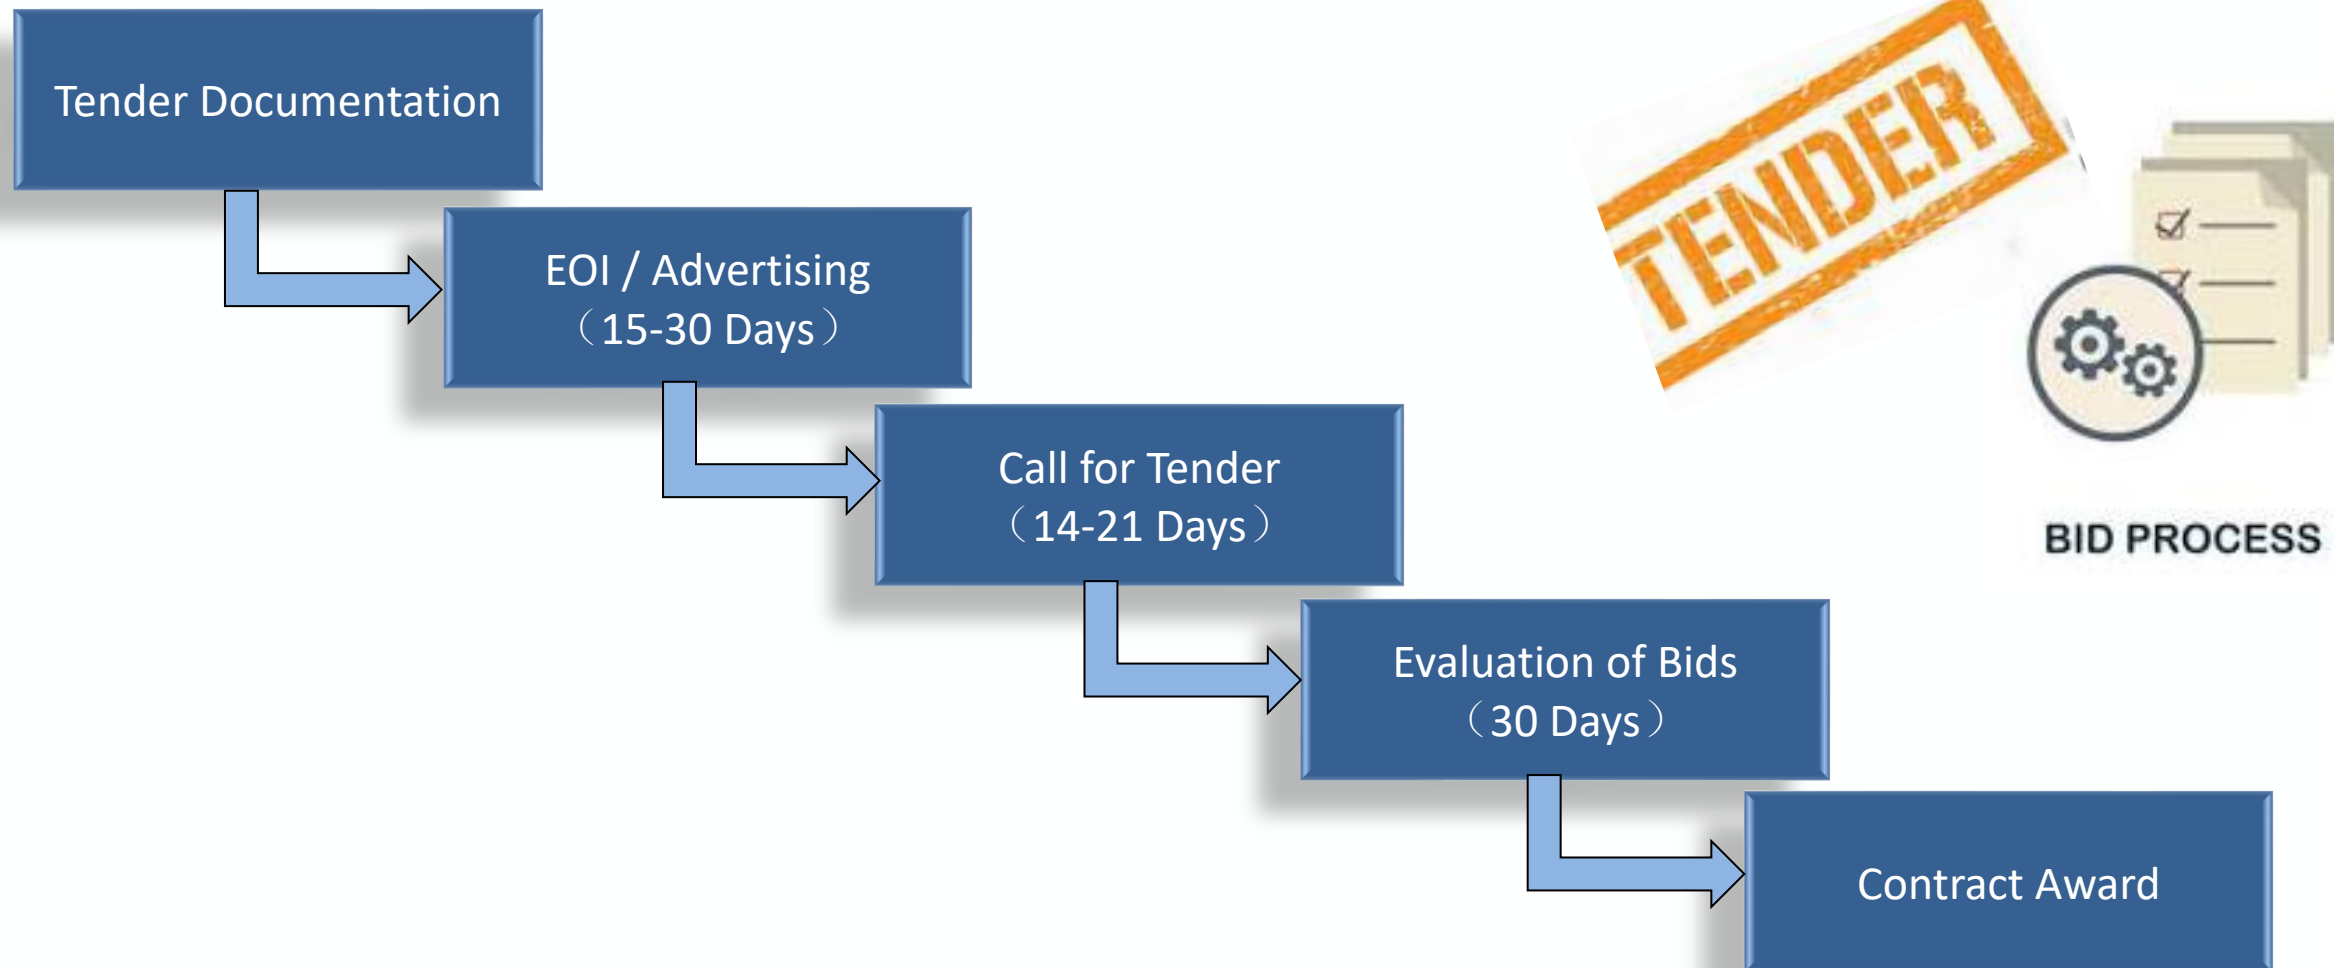 Tender Documentation
EOI / Advertising
（15-30 Days）
Call for Tender
（14-21 Days）
Evaluation of Bids
（30 Days）
Contract Award
TENDER
BID PROCESS